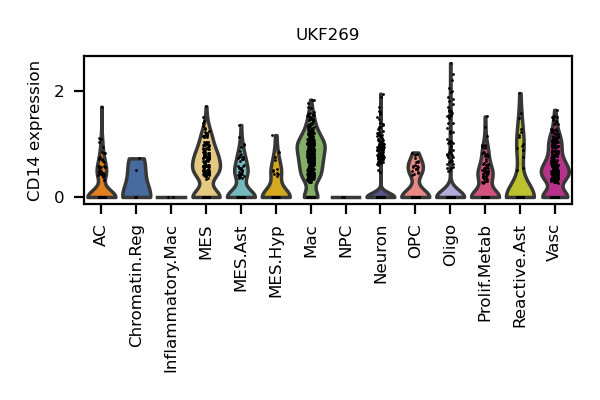 UKF269
CD14 expression
2
0
AC
Chromatin.Reg
Inflammatory.Mac
MES
MES.Ast
MES.Hyp
Mac
NPC
Neuron
OPC
Oligo
Prolif.Metab
Reactive.Ast
Vasc